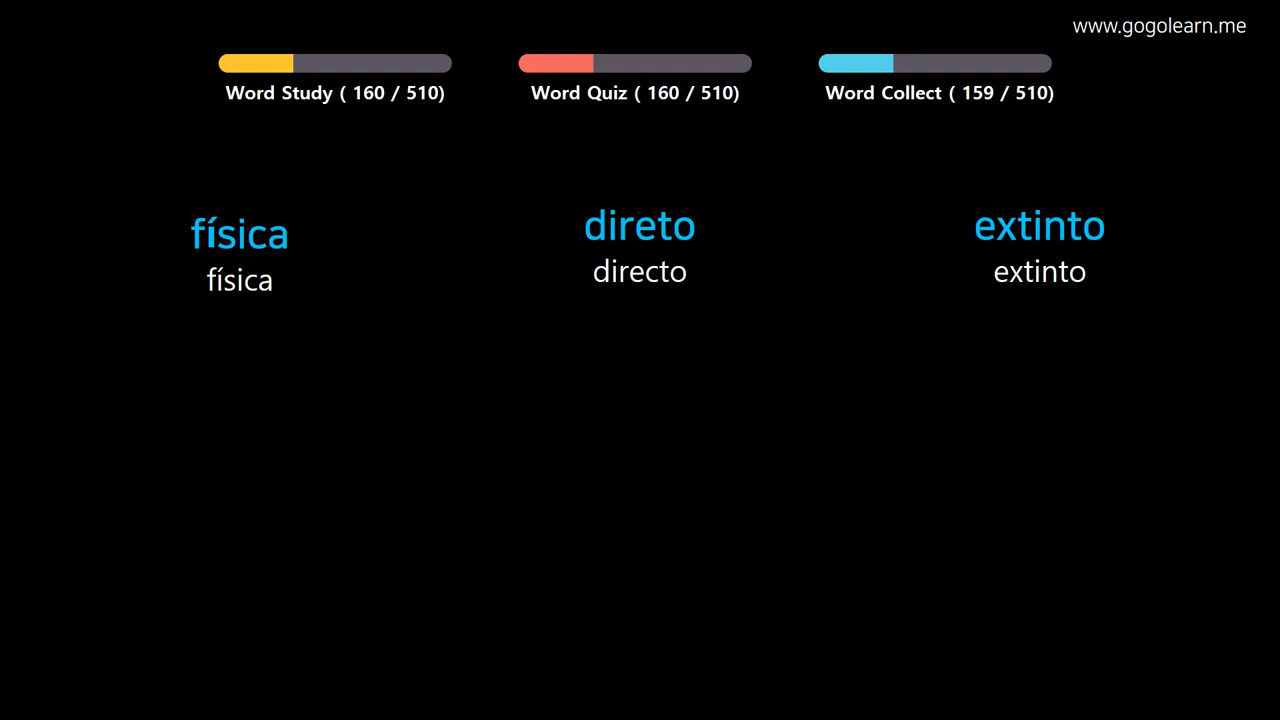 www.gogolearn.me
Word Study ( 160 / 510)
Word Quiz ( 160 / 510)
Word Collect ( 159 / 510)
física
física
direto
directo
extinto
extinto